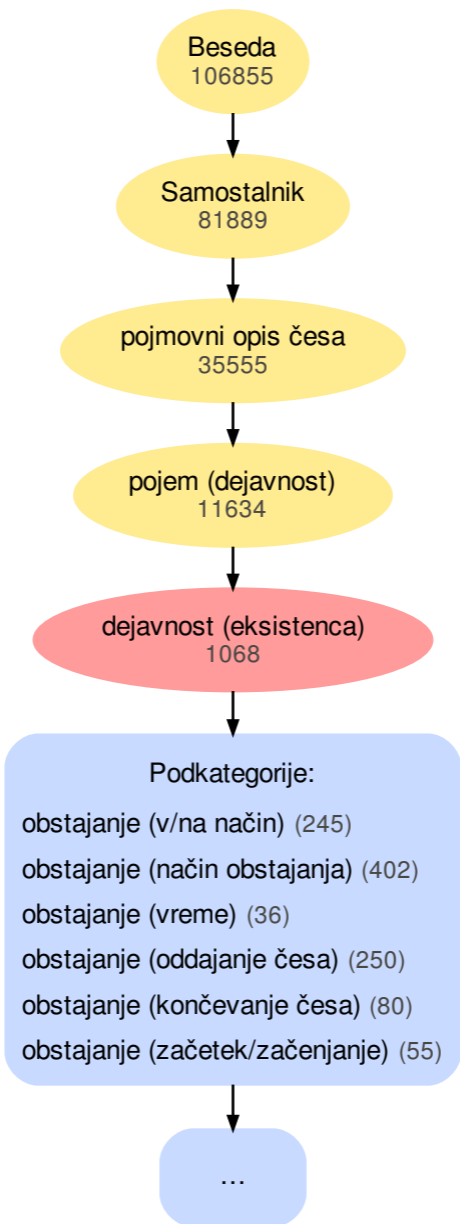 Beseda
106855
Samostalnik
81889
pojmovni opis česa
35555
pojem (dejavnost)
11634
dejavnost (eksistenca)
1068
Podkategorije:
obstajanje (v/na način) (245)
obstajanje (način obstajanja) (402)
obstajanje (vreme) (36)
obstajanje (oddajanje česa) (250)
obstajanje (končevanje česa) (80)
obstajanje (začetek/začenjanje) (55)
...